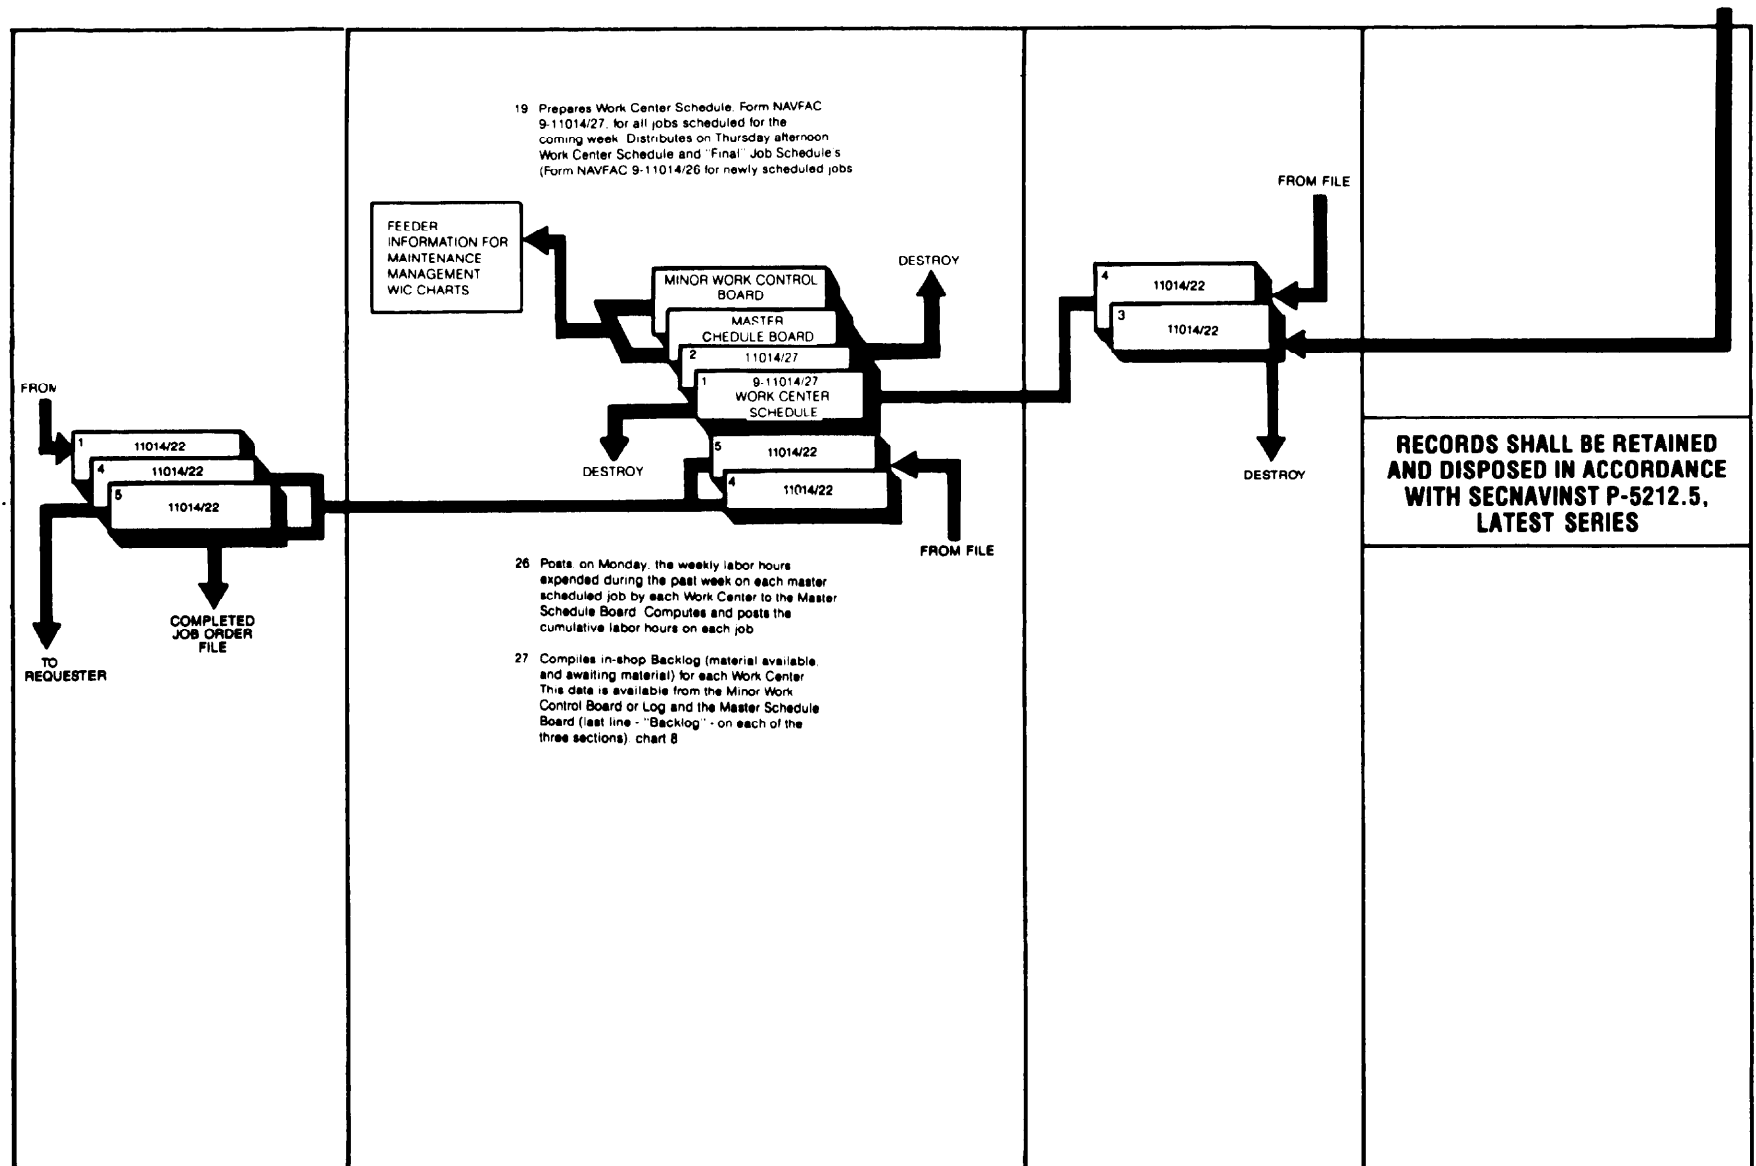 19 Prepares Work Center Schedule, Form NAVFAC
9-11014/27, for all jobs scheduled for the
coming week. Distributes on Thursday afternoon
Work Center Schedule and "Final" Job Schedule's
(Form NAVFAC 9-11014/26 for newly scheduled jobs
FEEDER
INFORMATION FOR
MAINTENANCE
MANAGEMENT
WIC CHARTS
MINOR WORK CONTROL
BOARD
MASTER
CHEDULE BOARD
2 11014/27
1 9-11014/27
WORK CENTER
SCHEDULE
DESTROY
DESTROY
5 11014/22
4 11014/22
FROM FILE
FROM FILE
4 11014/22
3 11014/22
DESTROY
FROM
1 11014/22
4 11014/22
5 11014/22
COMPLETED
JOB ORDER
FILE
TO
REQUESTER
26 Posts, on Monday, the weekly labor hours
expended during the past week on each master
scheduled job by each Work Center to the Master
Schedule Board. Computes and posts the
cumulative labor hours on each job
27 Compiles in-shop Backlog (material available,
and awaiting material) for each Work Center
This data is available from the Minor Work
Control Board or Log and the Master Schedule
Board (last line - "Backlog" - on each of the
three sections). chart 8
RECORDS SHALL BE RETAINED
AND DISPOSED IN ACCORDANCE
WITH SECNAVINST P-5212.5,
LATEST SERIES